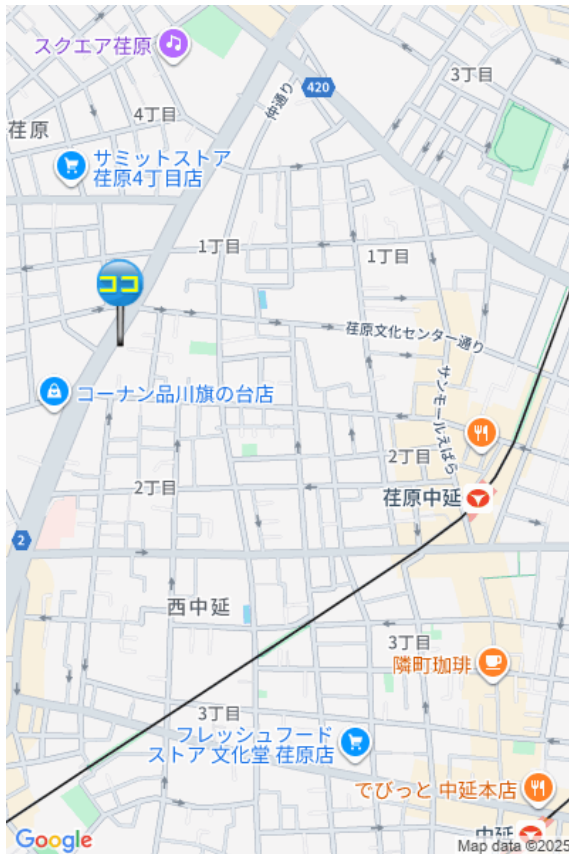 スクエア荏原
3丁目
420
仲通り
4丁目
荏原
サミットストア
荏原4丁目店
1丁目
1丁目
ココ
荏原文化センター通り
コーナン品川旗の台店
サンモールえばら
2丁目
2丁目
荏原中延
2
西中延
3丁目
隣町珈琲
3丁目
フレッシュフード
ストア 文化堂 荏原店
でびっと 中延本店
中延
Google
Map data ©2025